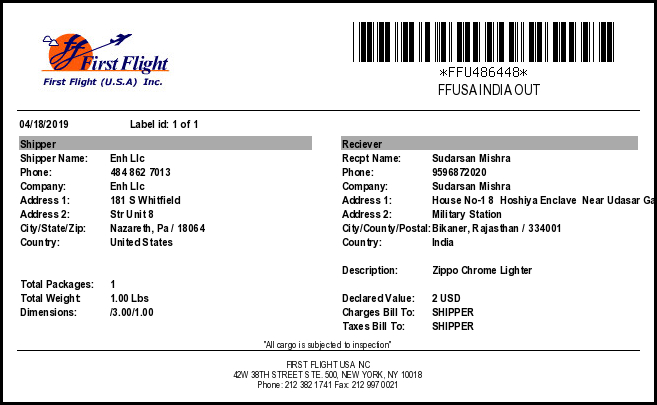 First Flight
First Flight (U.S.A) Inc.
*FFU486448*
FFUSA INDIA OUT
04/18/2019 Label id: 1 of 1
Shipper Reciever
Shipper Name: Enh Llc Recpt Name: Sudarsan Mishra
Phone: 484 862 7013 Phone: 9596872020
Company: Enh Llc Company: Sudarsan Mishra
Address 1: 181 S Whitfield Address 1: House No-1 8 Hoshiya Enclave Near Udasar Ga
Address 2: Str Unit 8 Address 2: Military Station
City/State/Zip: Nazareth, Pa / 18064 City/County/Postal: Bikaner, Rajasthan / 334001
Country: United States Country: India
Description: Zippo Chrome Lighter
Total Packages: 1
Total Weight: 1.00 Lbs Declared Value: 2 USD
Dimensions: /3.00/1.00 Charges Bill To: SHIPPER
Taxes Bill To: SHIPPER
"All cargo is subjected to inspection"
FIRST FLIGHT USA INC
42W 38TH STREET STE. 500, NEW YORK, NY 10018
Phone: 212 382 1741 Fax: 212 997 0021